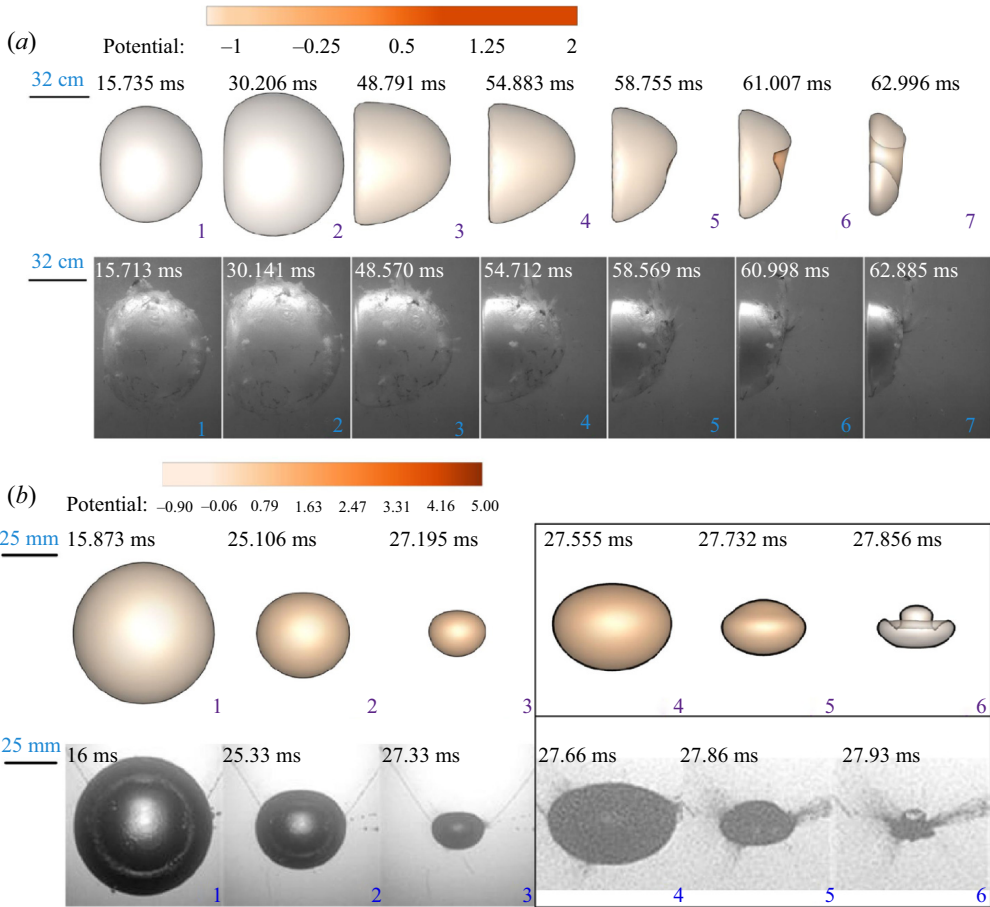 (a)
Potential: –1 –0.25 0.5 1.25 2
32 cm 15.735 ms 30.206 ms 48.791 ms 54.883 ms 58.755 ms 61.007 ms 62.996 ms
1 2 3 4 5 6 7
32 cm 15.713 ms 30.141 ms 48.570 ms 54.712 ms 58.569 ms 60.998 ms 62.885 ms
1 2 3 4 5 6 7
(b)
Potential: –0.90 –0.06 0.79 1.63 2.47 3.31 4.16 5.00
25 mm 15.873 ms 25.106 ms 27.195 ms 27.555 ms 27.732 ms 27.856 ms
1 2 3 4 5 6
25 mm 16 ms 25.33 ms 27.33 ms 27.66 ms 27.86 ms 27.93 ms
1 2 3 4 5 6